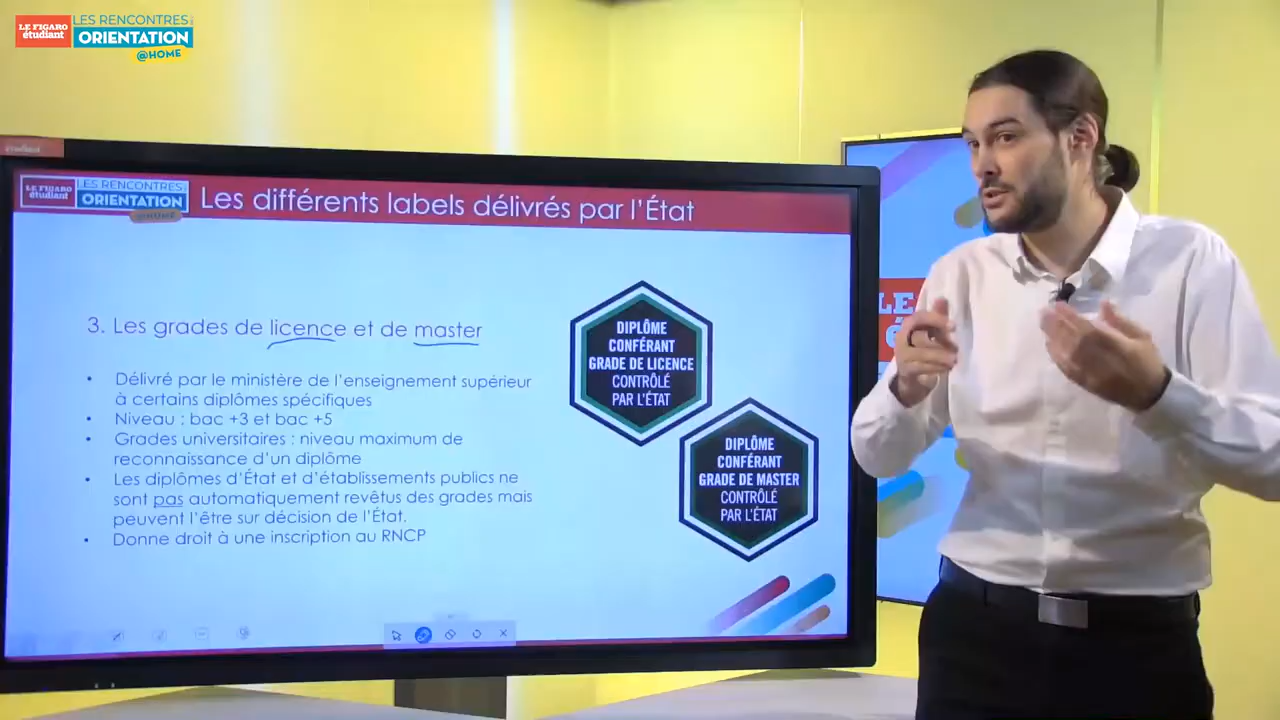 LE FIGARO
étudiant
LES RENCONTRES
ORIENTATION
@HOME
LE FIGARO
étudiant
LES RENCONTRES
ORIENTATION
Les différents labels délivrés par l'État
3. Les grades de licence et de master
• Délivré par le ministère de l'enseignement supérieur
à certains diplômes spécifiques
• Niveau : bac +3 et bac +5
• Grades universitaires : niveau maximum de
reconnaissance d'un diplôme
• Les diplômes d'État et d'établissements publics ne
sont pas automatiquement revêtus des grades mais
peuvent l'être sur décision de l'État.
• Donne droit à une inscription au RNCP
DIPLÔME
CONFÉRANT
GRADE DE LICENCE
CONTRÔLÉ
PAR L'ÉTAT
DIPLÔME
CONFÉRANT
GRADE DE MASTER
CONTRÔLÉ
PAR L'ÉTAT
LE